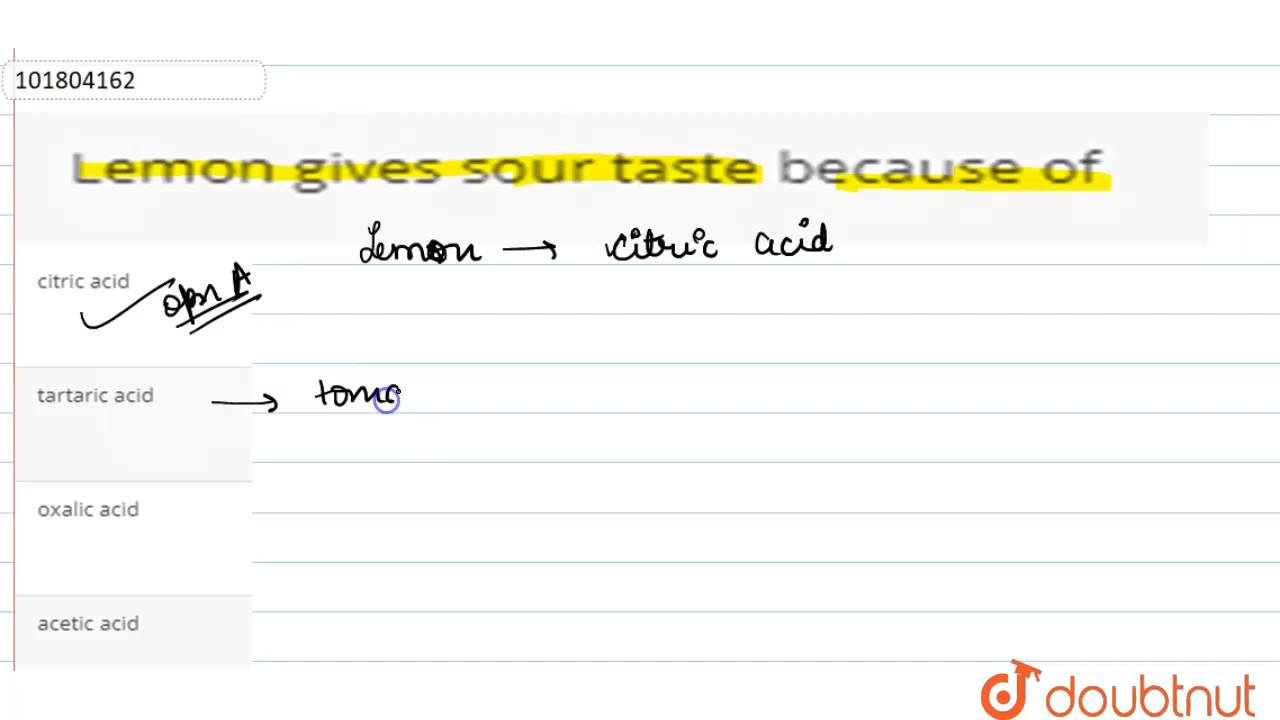 101804162
Lemon gives sour taste because of
Lemon → citric acid
citric acid
opn A
tartaric acid → toma
oxalic acid
acetic acid
doubtnut